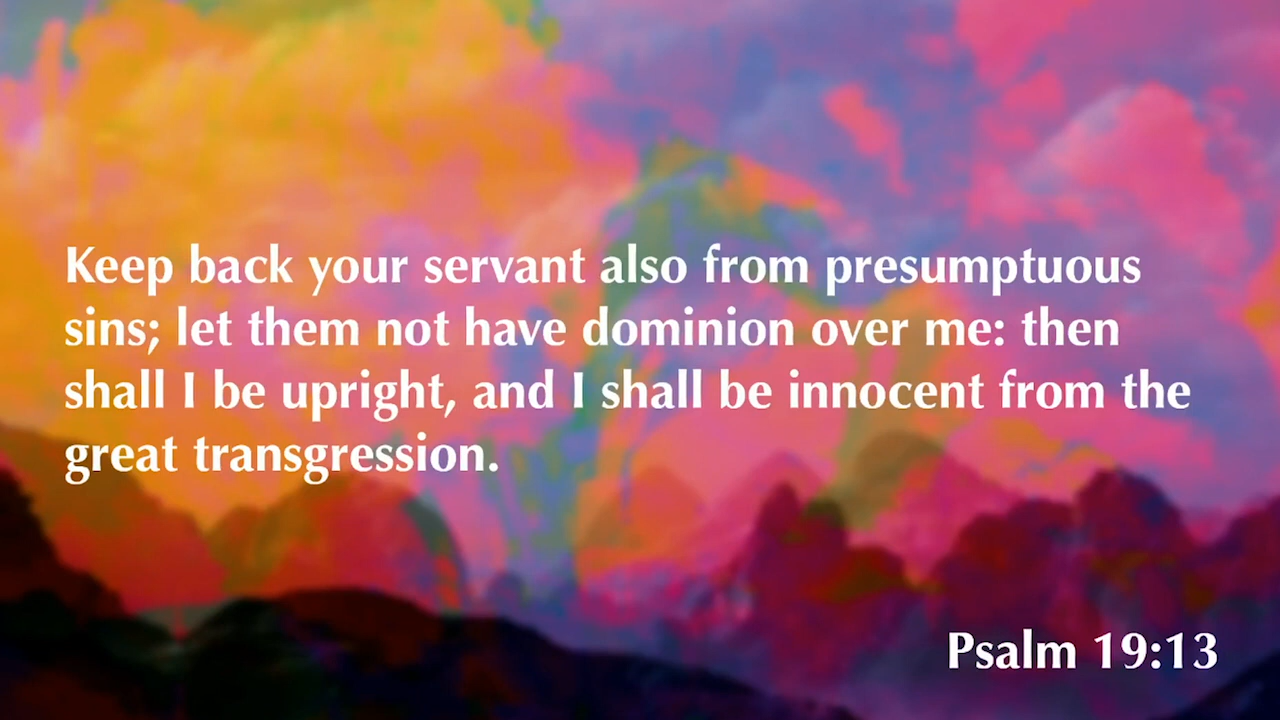 Keep back your servant also from presumptuous
sins; let them not have dominion over me: then
shall I be upright, and I shall be innocent from the
great transgression.
Psalm 19:13